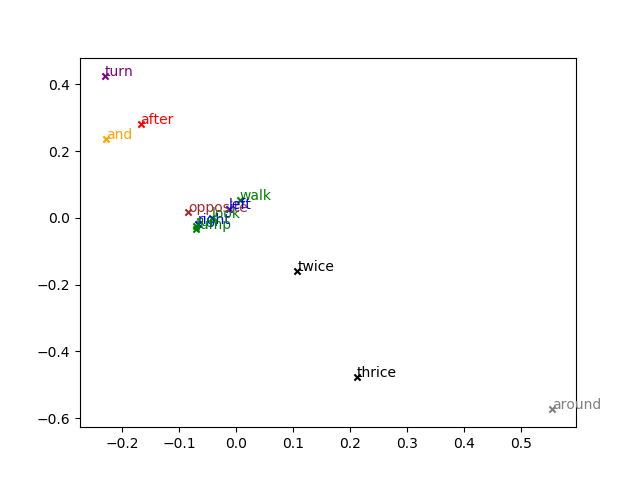 turn
0.4
after
and
0.2
walk
left
opposite
look
0.0
right
run
jump
twice
−0.2
−0.4
thrice
around
−0.6
−0.2 −0.1 0.0 0.1 0.2 0.3 0.4 0.5